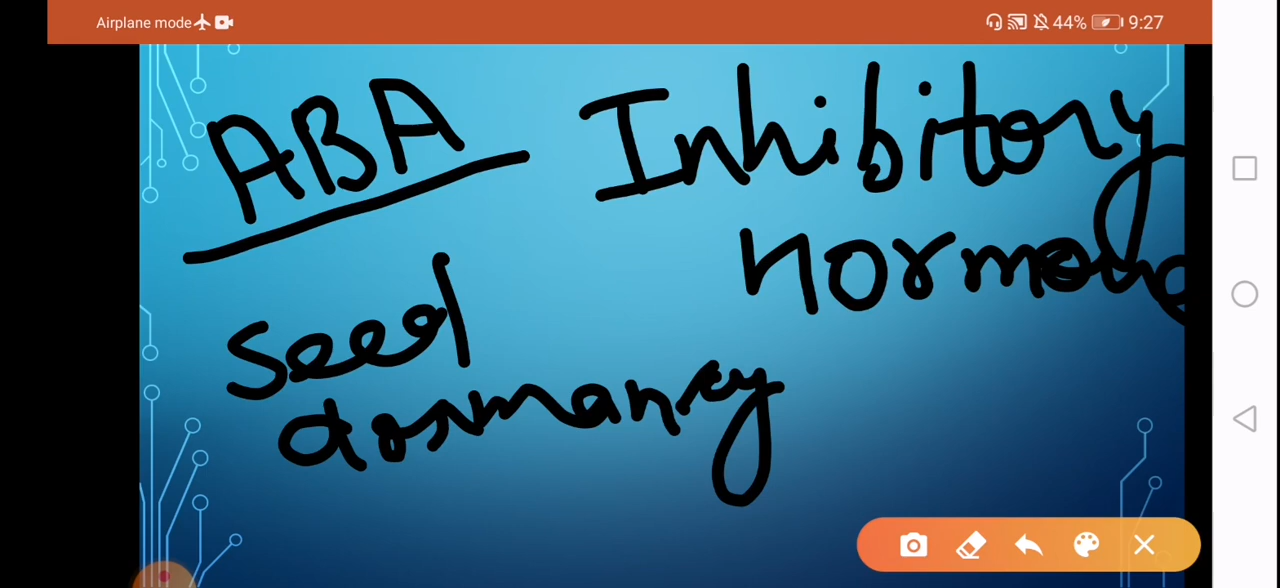 Airplane mode 44% 9:27
ABA Inhibitory
hormone
Seed
dormancy